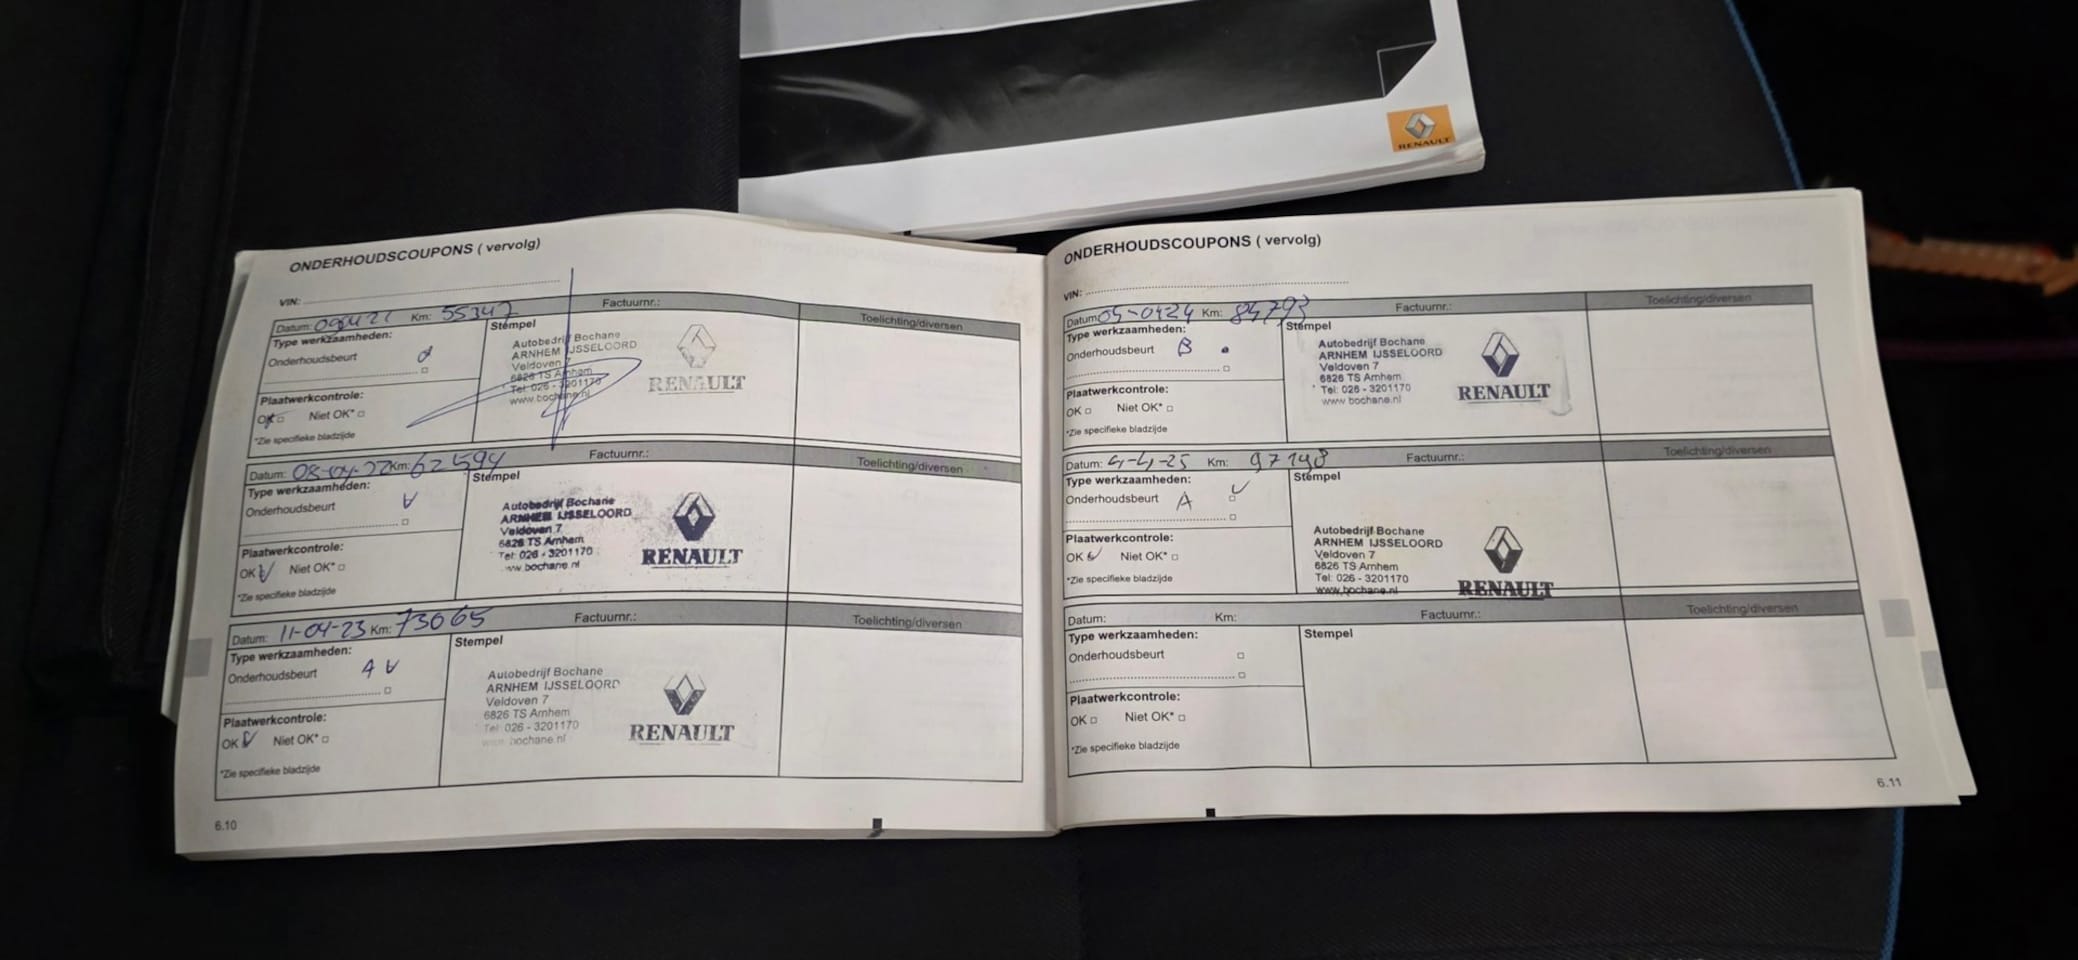 RENAULT
ONDERHOUDSCOUPONS ( vervolg)
VIN:
Datum: Km: 55347 Factuurnr.: Toelichting/diversen
Type werkzaamheden:
Stempel
Onderhoudsbeurt
Autobedrijf Bochane
ARNHEM IJSSELOORD
Veldoven 7
6826 TS Arnhem
Tel: 026 - 3201170
www.bochane.nl
RENAULT
Plaatwerkcontrole:
OK Niet OK*
*Zie specifieke bladzijde
Datum: 08-04-22 Km: 62594 Factuurnr.: Toelichting/diversen
Type werkzaamheden:
Stempel
Onderhoudsbeurt
Autobedrijf Bochane
ARNHEM IJSSELOORD
Veldoven 7
6826 TS Arnhem
Tel: 026 - 3201170
ww.bochane.nl
RENAULT
Plaatwerkcontrole:
OK Niet OK*
*Zie specifieke bladzijde
Datum: 11-04-23 Km: 73065 Factuurnr.: Toelichting/diversen
Type werkzaamheden:
Stempel
Onderhoudsbeurt A
Autobedrijf Bochane
ARNHEM IJSSELOORD
Veldoven 7
6826 TS Arnhem
Tel: 026 - 3201170
www.bochane.nl
RENAULT
Plaatwerkcontrole:
OK Niet OK*
*Zie specifieke bladzijde
6.10
ONDERHOUDSCOUPONS ( vervolg)
VIN:
Datum: 05-0424 Km: 84793 Factuurnr.: Toelichting/diversen
Type werkzaamheden:
Stempel
Onderhoudsbeurt B
Autobedrijf Bochane
ARNHEM IJSSELOORD
Veldoven 7
6826 TS Arnhem
Tel: 026 - 3201170
www.bochane.nl
RENAULT
Plaatwerkcontrole:
OK Niet OK*
*Zie specifieke bladzijde
Datum: 4-4-25 Km: 97198 Factuurnr.: Toelichting/diversen
Type werkzaamheden:
Stempel
Onderhoudsbeurt A
Autobedrijf Bochane
ARNHEM IJSSELOORD
Veldoven 7
6826 TS Arnhem
Tel: 026 - 3201170
www.bochane.nl
RENAULT
Plaatwerkcontrole:
OK Niet OK*
*Zie specifieke bladzijde
Datum: Km: Factuurnr.: Toelichting/diversen
Type werkzaamheden:
Stempel
Onderhoudsbeurt
Plaatwerkcontrole:
OK Niet OK*
*Zie specifieke bladzijde
6.11